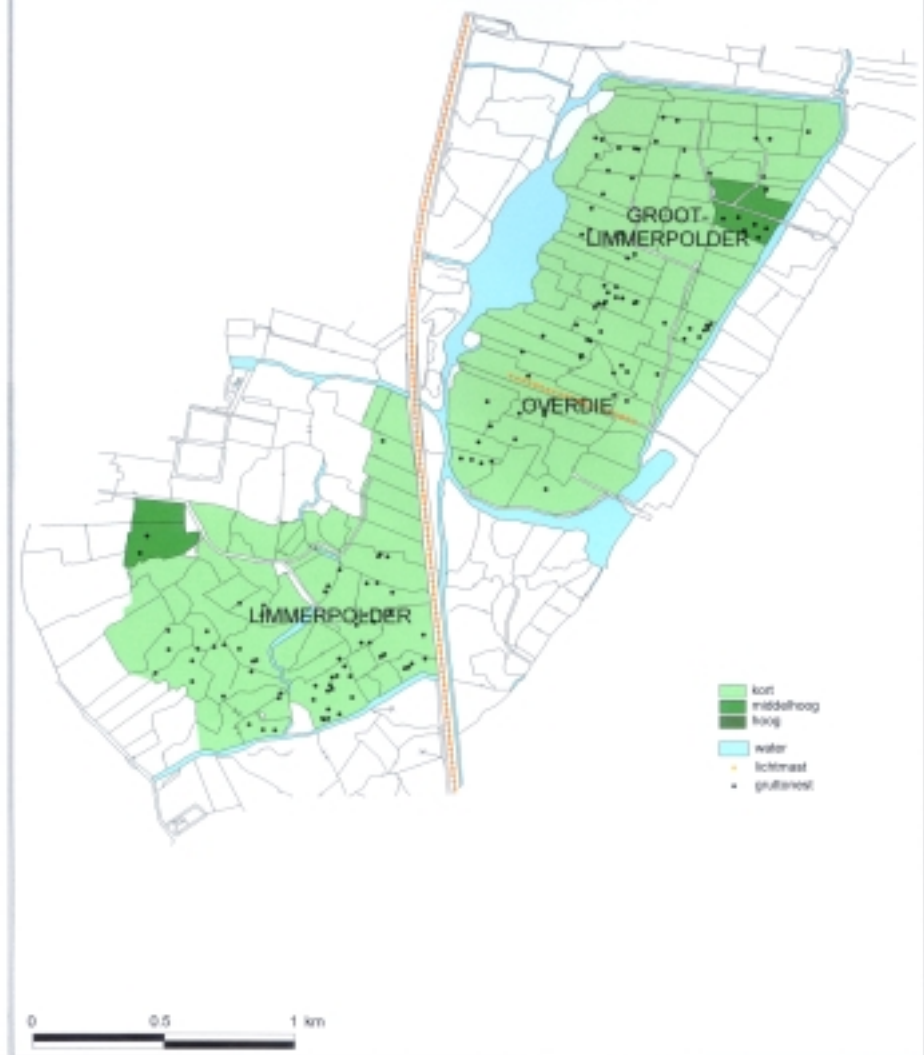 GROOT-
LIMMERPOLDER
OVERDIE
LIMMERPOLDER
kort
middelhoog
hoog
water
lichtmast
gruttonest
0 0.5 1 km